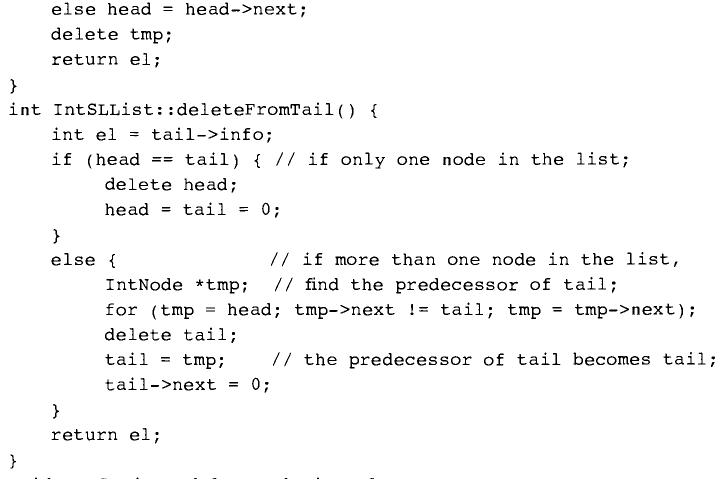 else head = head->next;
delete tmp;
return el;
}
int IntSLList::deleteFromTail() {
int el = tail->info;
if (head == tail) { // if only one node in the list;
delete head;
head = tail = 0;
}
else { // if more than one node in the list,
IntNode *tmp; // find the predecessor of tail;
for (tmp = head; tmp->next != tail; tmp = tmp->next);
delete tail;
tail = tmp; // the predecessor of tail becomes tail;
tail->next = 0;
}
return el;
}